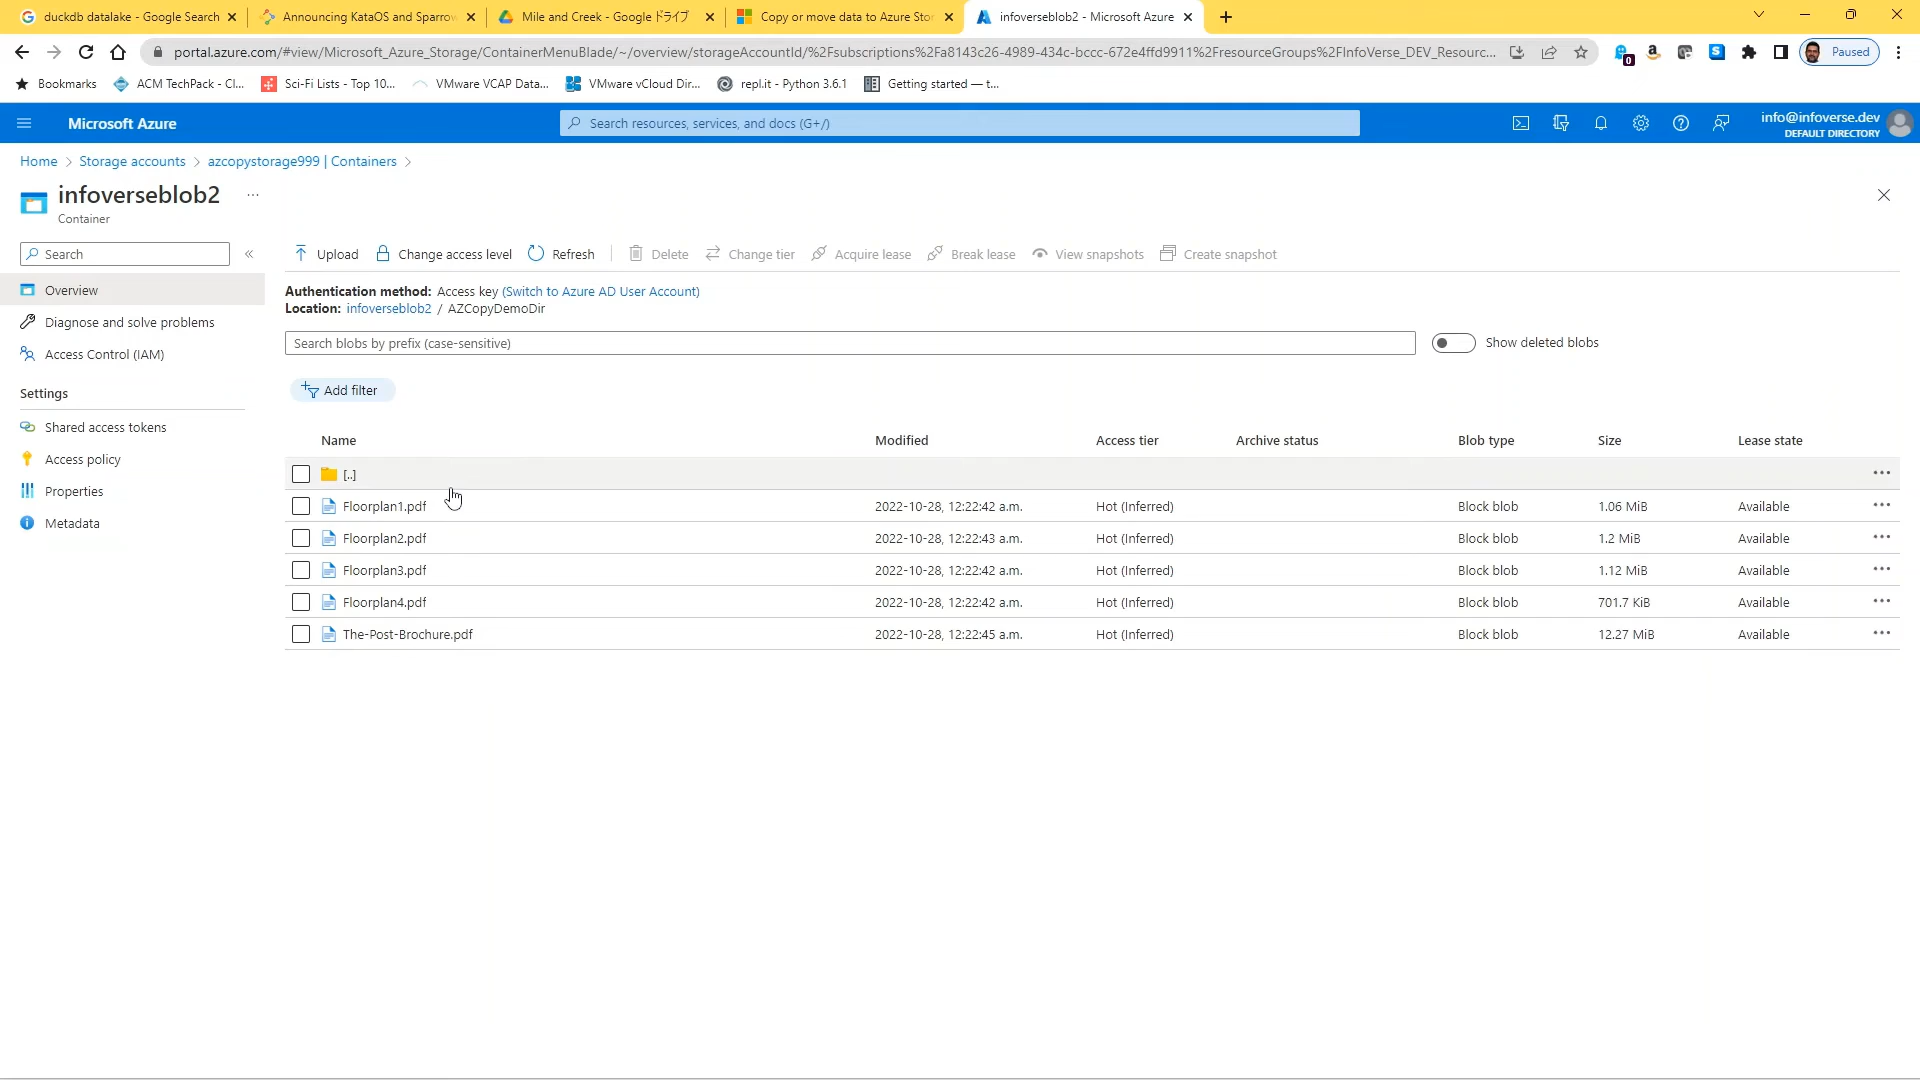 duckdb datalake - Google Search
Announcing KataOS and Sparrow
Mile and Creek - Google ドライブ
Copy or move data to Azure Stor
infoverseblob2 - Microsoft Azure
portal.azure.com/#view/Microsoft_Azure_Storage/ContainerMenuBlade/~/overview/storageAccountId/%2Fsubscriptions%2Fa8143c26-4989-434c-bccc-672e4ffd9911%2FresourceGroups%2FInfoVerse_DEV_Resourc...
0
Paused
Bookmarks
ACM TechPack - Cl...
Sci-Fi Lists - Top 10...
VMware VCAP Data...
VMware vCloud Dir...
repl.it - Python 3.6.1
Getting started — t...
Microsoft Azure
Search resources, services, and docs (G+/)
info@infoverse.dev
DEFAULT DIRECTORY
Home > Storage accounts > azcopystorage999 | Containers >
infoverseblob2 ...
Container
Search
«
Overview
Diagnose and solve problems
Access Control (IAM)
Settings
Shared access tokens
Access policy
Properties
Metadata
Upload Change access level Refresh Delete Change tier Acquire lease Break lease View snapshots Create snapshot
Authentication method: Access key (Switch to Azure AD User Account)
Location: infoverseblob2 / AZCopyDemoDir
Search blobs by prefix (case-sensitive)
Show deleted blobs
Add filter
Name Modified Access tier Archive status Blob type Size Lease state
[..]
Floorplan1.pdf 2022-10-28, 12:22:42 a.m. Hot (Inferred) Block blob 1.06 MiB Available
Floorplan2.pdf 2022-10-28, 12:22:43 a.m. Hot (Inferred) Block blob 1.2 MiB Available
Floorplan3.pdf 2022-10-28, 12:22:42 a.m. Hot (Inferred) Block blob 1.12 MiB Available
Floorplan4.pdf 2022-10-28, 12:22:42 a.m. Hot (Inferred) Block blob 701.7 KiB Available
The-Post-Brochure.pdf 2022-10-28, 12:22:45 a.m. Hot (Inferred) Block blob 12.27 MiB Available